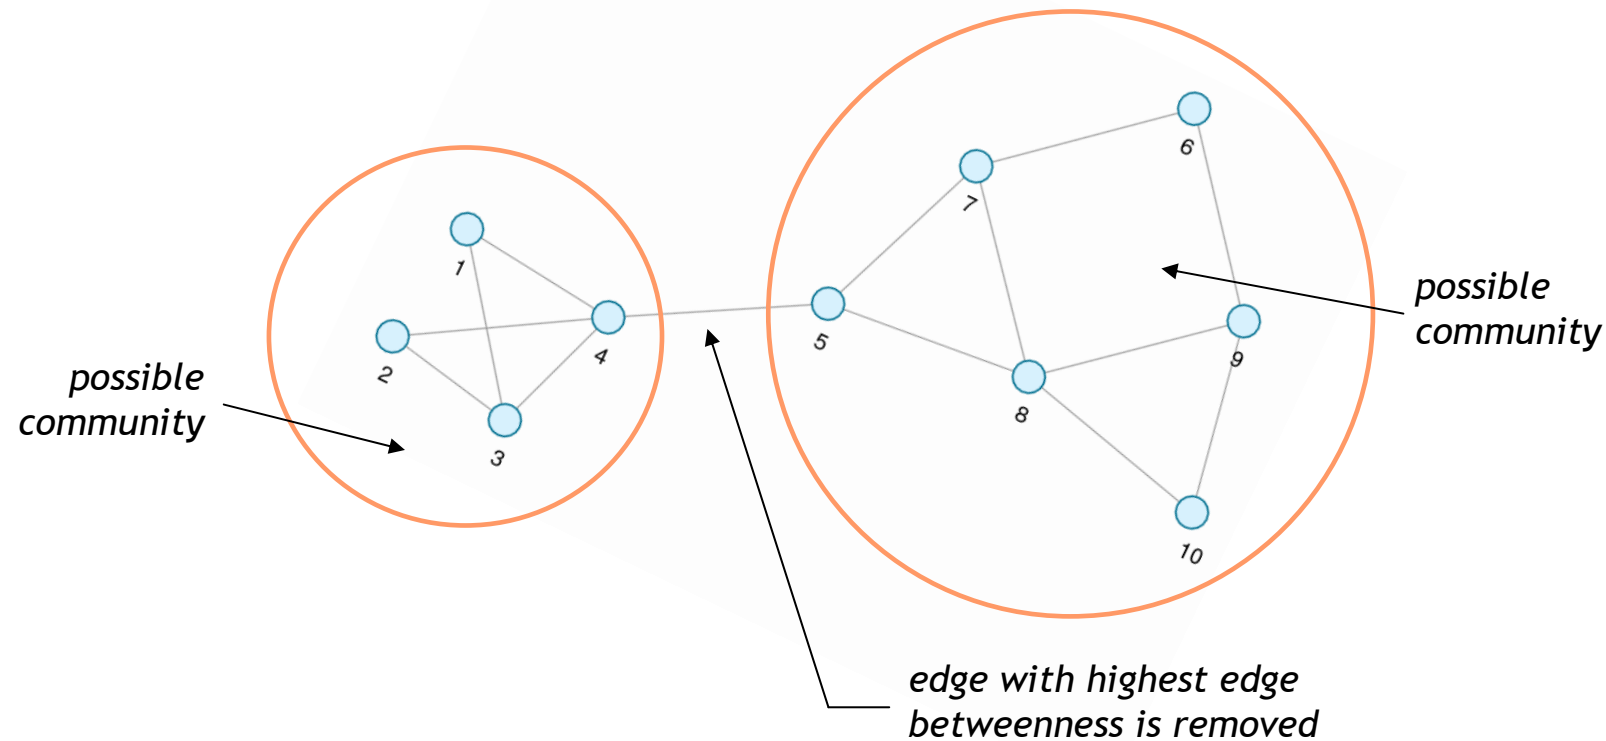 6
7
1
possible
community
5
4
9
2
possible
community
8
3
10
edge with highest edge
betweenness is removed